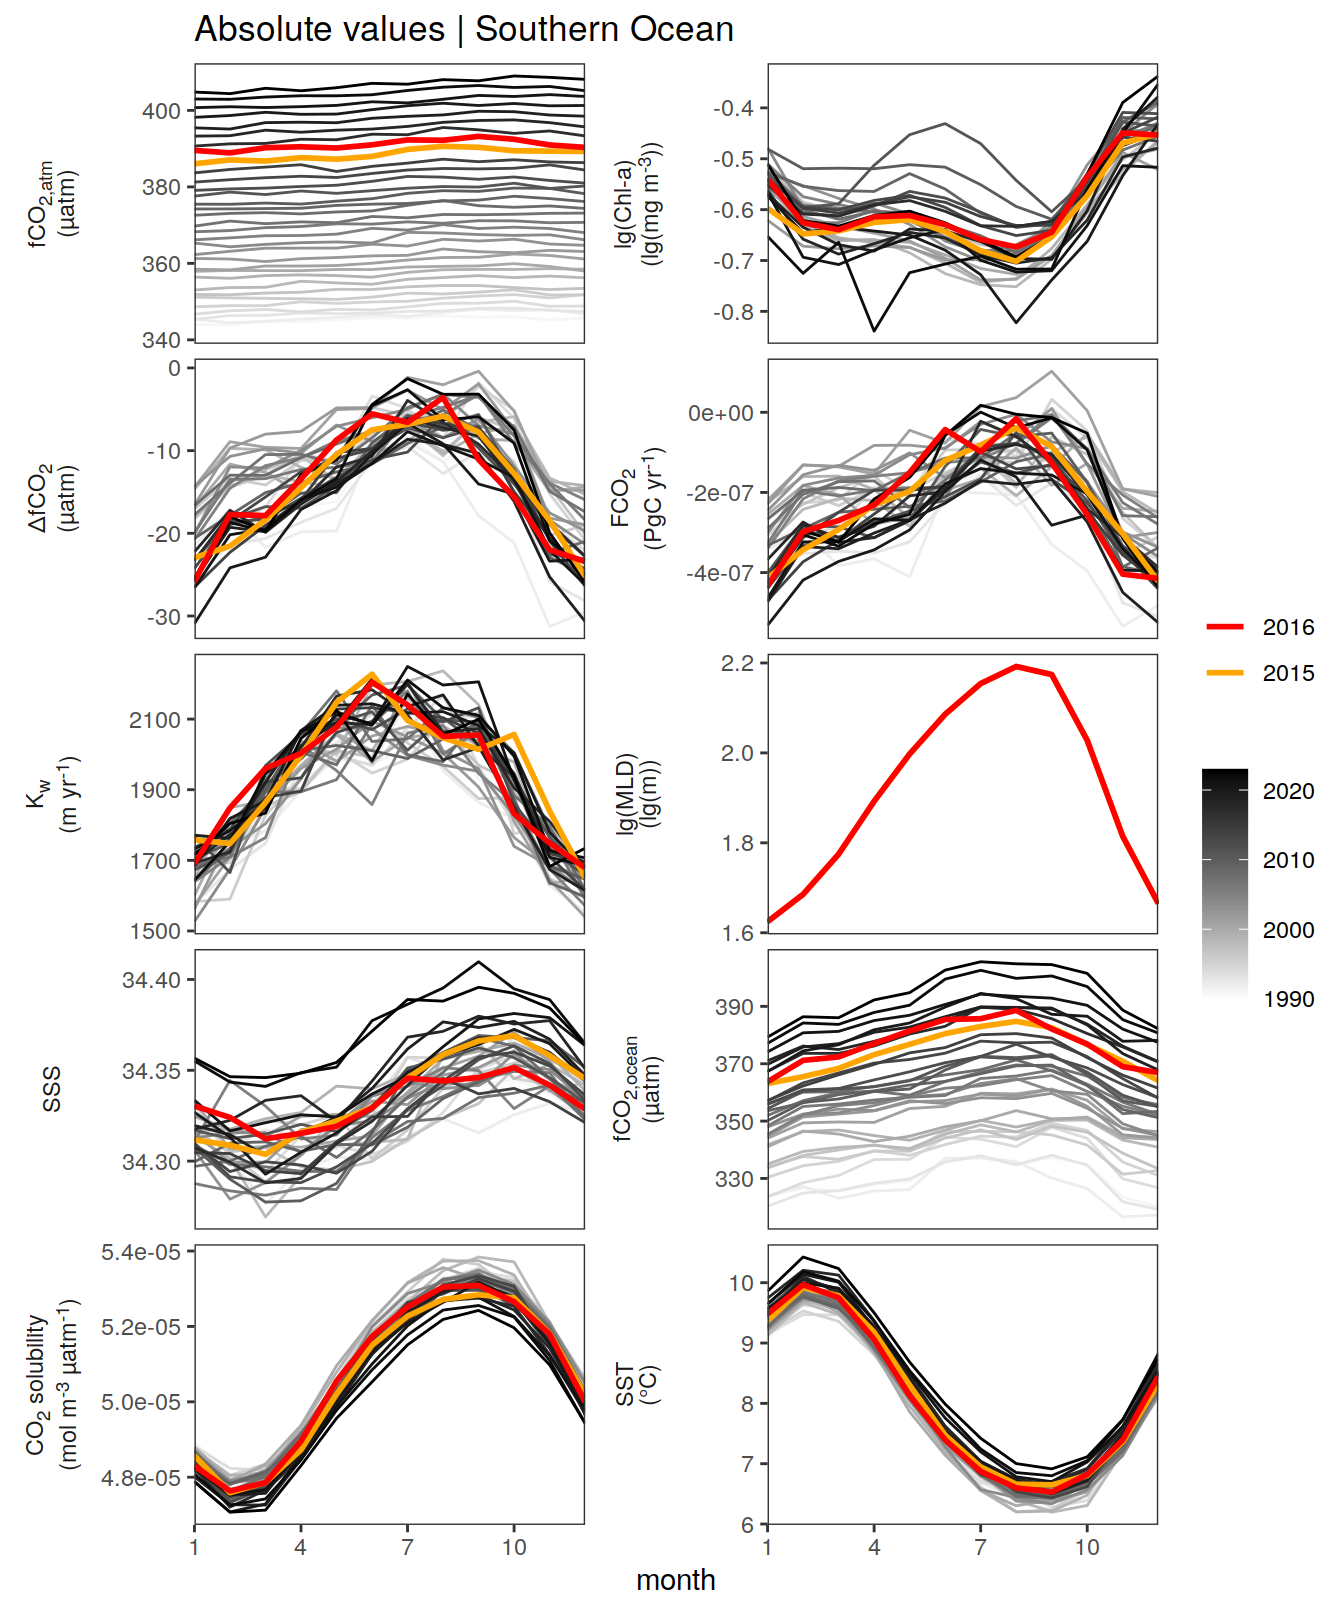 Absolute values | Southern Ocean
fCO2,atm
(µatm)
400
380
360
340
lg(Chl-a)
(lg(mg m-3))
-0.4
-0.5
-0.6
-0.7
-0.8
ΔfCO2
(µatm)
0
-10
-20
-30
FCO2
(PgC yr-1)
0e+00
-2e-07
-4e-07
Kw
(m yr-1)
2100
1900
1700
1500
lg(MLD)
(lg(m))
2.2
2.0
1.8
1.6
SSS
34.40
34.35
34.30
fCO2,ocean
(µatm)
390
370
350
330
CO2 solubility
(mol m-3 µatm-1)
5.4e-05
5.2e-05
5.0e-05
4.8e-05
SST
(°C)
10
9
8
7
6
1 4 7 10
1 4 7 10
month
2016
2015
2020
2010
2000
1990